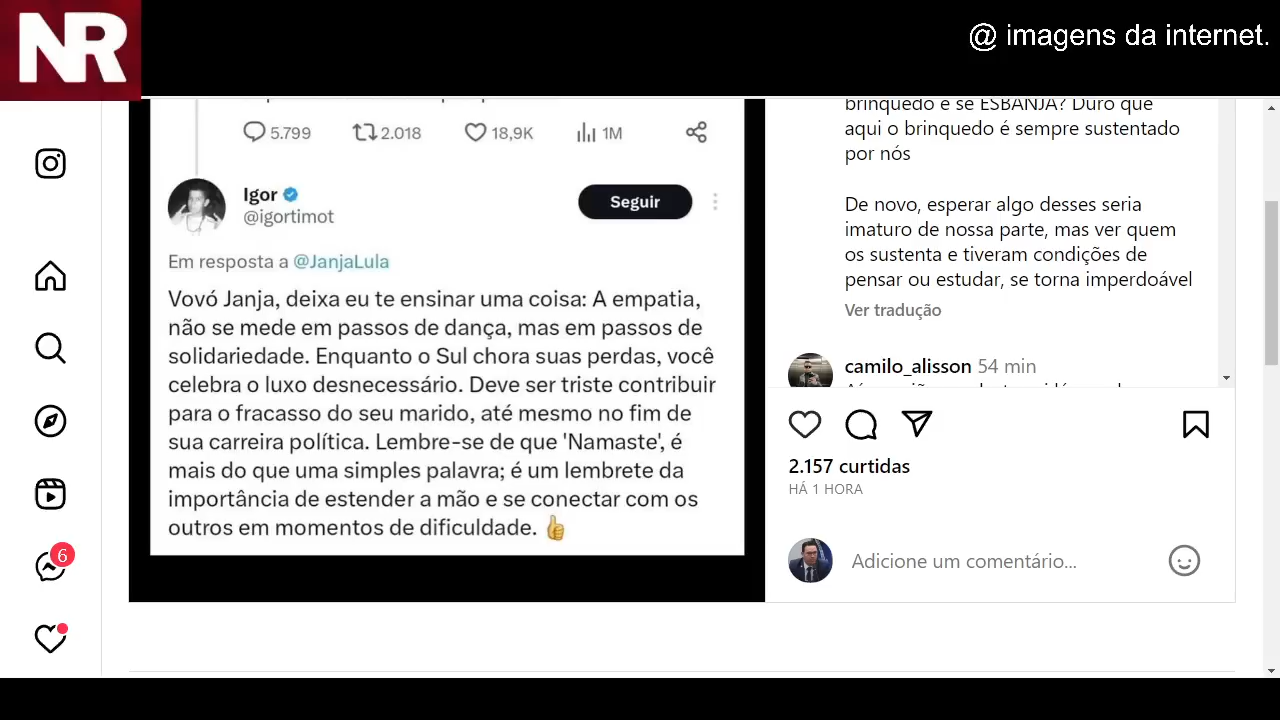 NR
@ imagens da internet.
5.799 2.018 18,9K 1M
Igor
@igortimot
Seguir
Em resposta a @JanjaLula
Vovó Janja, deixa eu te ensinar uma coisa: A empatia,
não se mede em passos de dança, mas em passos de
solidariedade. Enquanto o Sul chora suas perdas, você
celebra o luxo desnecessário. Deve ser triste contribuir
para o fracasso do seu marido, até mesmo no fim de
sua carreira política. Lembre-se de que 'Namaste', é
mais do que uma simples palavra; é um lembrete da
importância de estender a mão e se conectar com os
outros em momentos de dificuldade. 👍
brinquedo e se ESBANJA? Duro que
aqui o brinquedo é sempre sustentado
por nós
De novo, esperar algo desses seria
imaturo de nossa parte, mas ver quem
os sustenta e tiveram condições de
pensar ou estudar, se torna imperdoável
Ver tradução
camilo_alisson 54 min
2.157 curtidas
HÁ 1 HORA
Adicione um comentário...
6